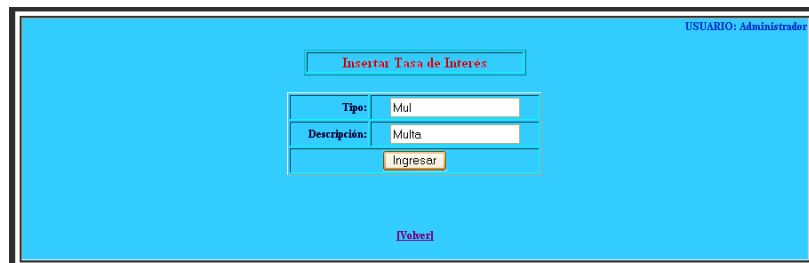 USUARIO: Administrador
Insertar Tasa de Interés
Tipo: Mul
Descripción: Multa
Ingresar
[Volver]